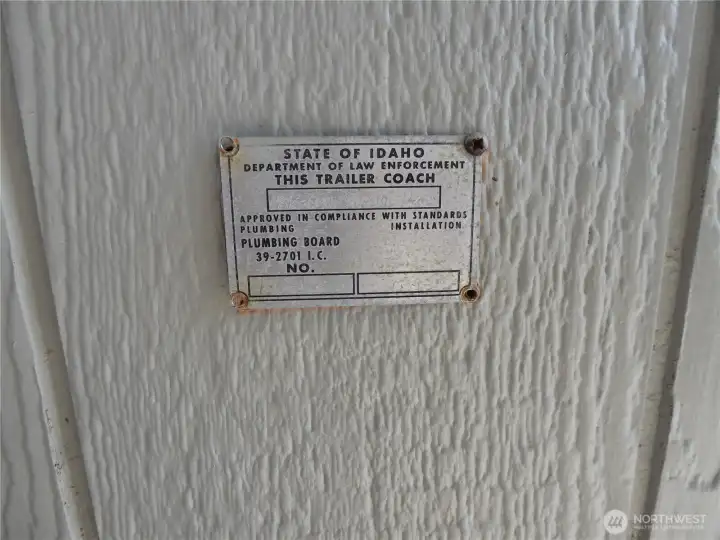 STATE OF IDAHO
DEPARTMENT OF LAW ENFORCEMENT
THIS TRAILER COACH
APPROVED IN COMPLIANCE WITH STANDARDS
PLUMBING INSTALLATION
PLUMBING BOARD
39-2701 I.C.
NO.
NORTHWEST